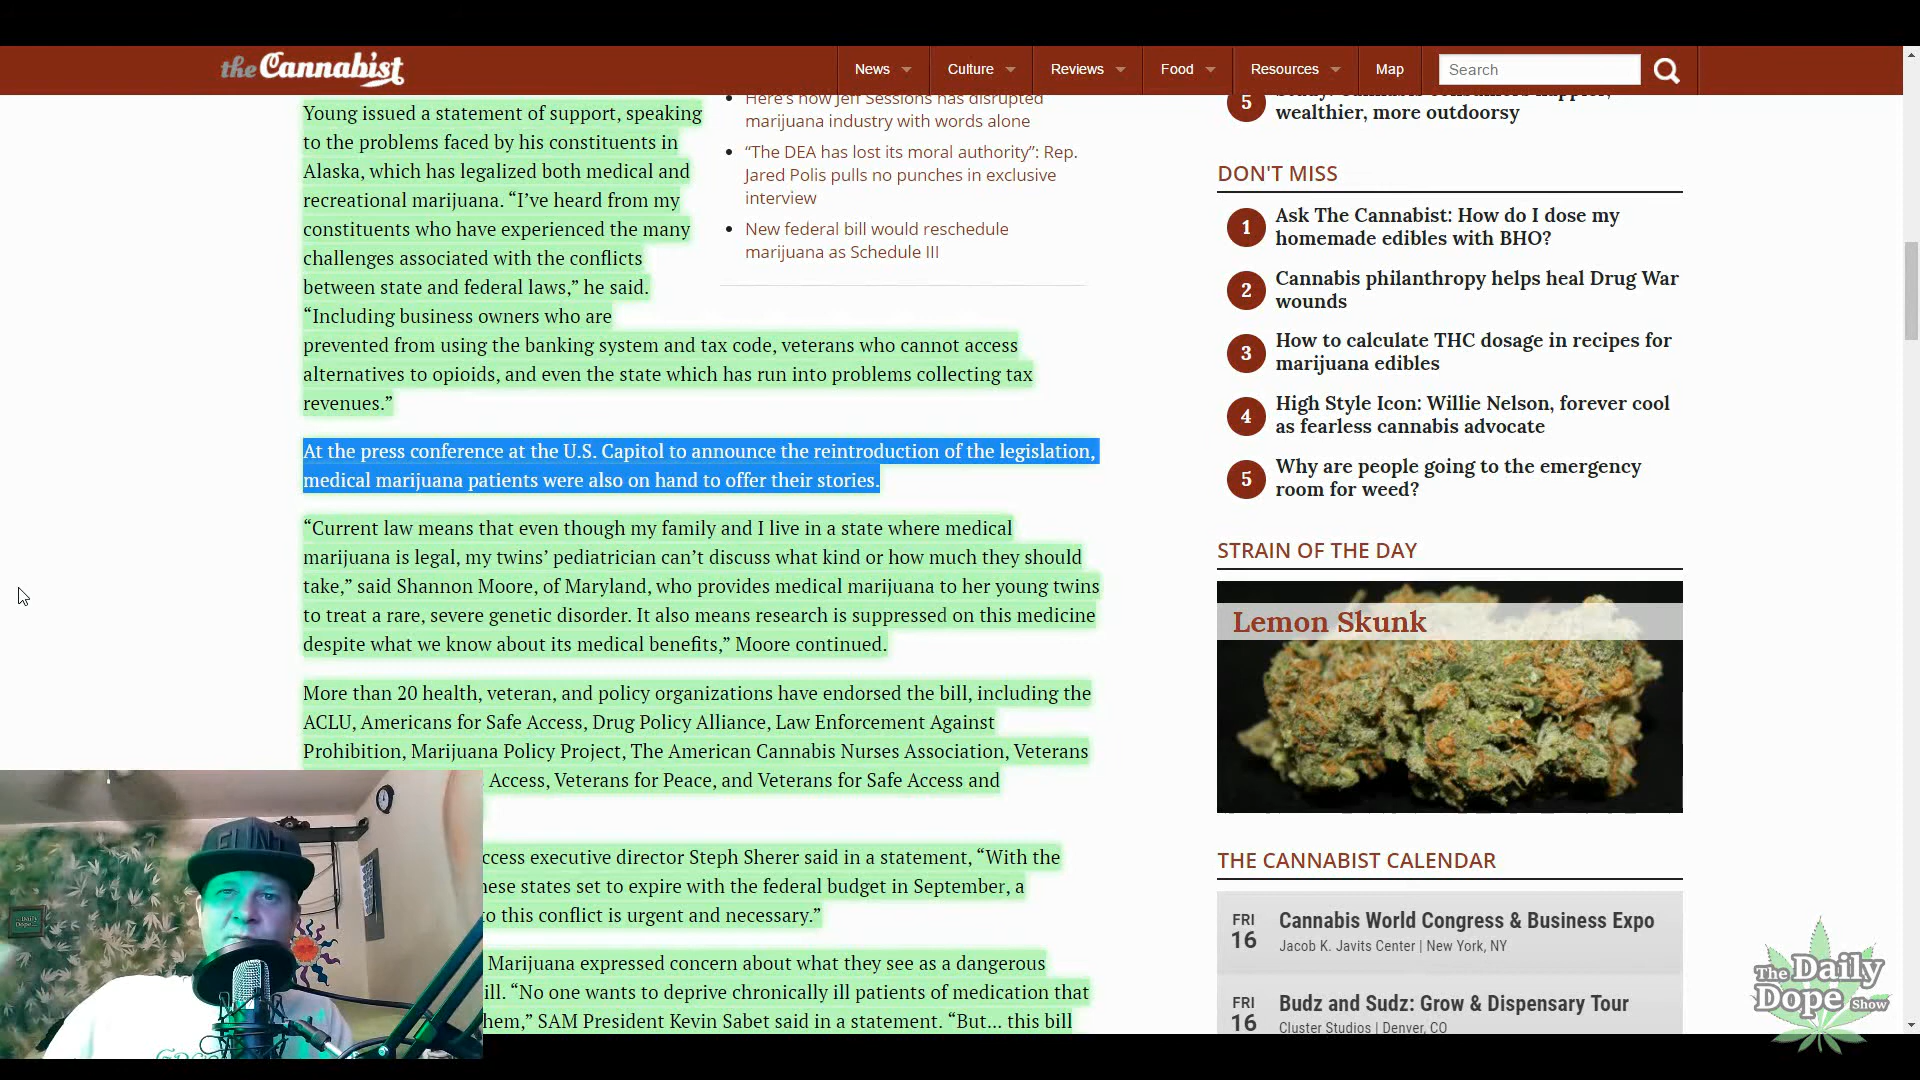 the Cannabist
News
Culture
Reviews
Food
Resources
Map
Search
Young issued a statement of support, speaking
to the problems faced by his constituents in
Alaska, which has legalized both medical and
recreational marijuana. “I’ve heard from my
constituents who have experienced the many
challenges associated with the conflicts
between state and federal laws,” he said.
“Including business owners who are
prevented from using the banking system and tax code, veterans who cannot access
alternatives to opioids, and even the state which has run into problems collecting tax
revenues.”
At the press conference at the U.S. Capitol to announce the reintroduction of the legislation,
medical marijuana patients were also on hand to offer their stories.
“Current law means that even though my family and I live in a state where medical
marijuana is legal, my twins’ pediatrician can’t discuss what kind or how much they should
take,” said Shannon Moore, of Maryland, who provides medical marijuana to her young twins
to treat a rare, severe genetic disorder. It also means research is suppressed on this medicine
despite what we know about its medical benefits,” Moore continued.
More than 20 health, veteran, and policy organizations have endorsed the bill, including the
ACLU, Americans for Safe Access, Drug Policy Alliance, Law Enforcement Against
Prohibition, Marijuana Policy Project, The American Cannabis Nurses Association, Veterans
Access, Veterans for Peace, and Veterans for Safe Access and
ccess executive director Steph Sherer said in a statement, “With the
hese states set to expire with the federal budget in September, a
o this conflict is urgent and necessary.”
Marijuana expressed concern about what they see as a dangerous
ill. “No one wants to deprive chronically ill patients of medication that
hem,” SAM President Kevin Sabet said in a statement. “But... this bill
Here’s how Jeff Sessions has disrupted
marijuana industry with words alone
“The DEA has lost its moral authority”: Rep.
Jared Polis pulls no punches in exclusive
interview
New federal bill would reschedule
marijuana as Schedule III
5
Study: Cannabis consumers happier,
wealthier, more outdoorsy
DON'T MISS
1
Ask The Cannabist: How do I dose my
homemade edibles with BHO?
2
Cannabis philanthropy helps heal Drug War
wounds
3
How to calculate THC dosage in recipes for
marijuana edibles
4
High Style Icon: Willie Nelson, forever cool
as fearless cannabis advocate
5
Why are people going to the emergency
room for weed?
STRAIN OF THE DAY
Lemon Skunk
THE CANNABIST CALENDAR
FRI
16
Cannabis World Congress & Business Expo
Jacob K. Javits Center | New York, NY
FRI
16
Budz and Sudz: Grow & Dispensary Tour
Cluster Studios | Denver, CO
FLINT
The Daily
Dope Show